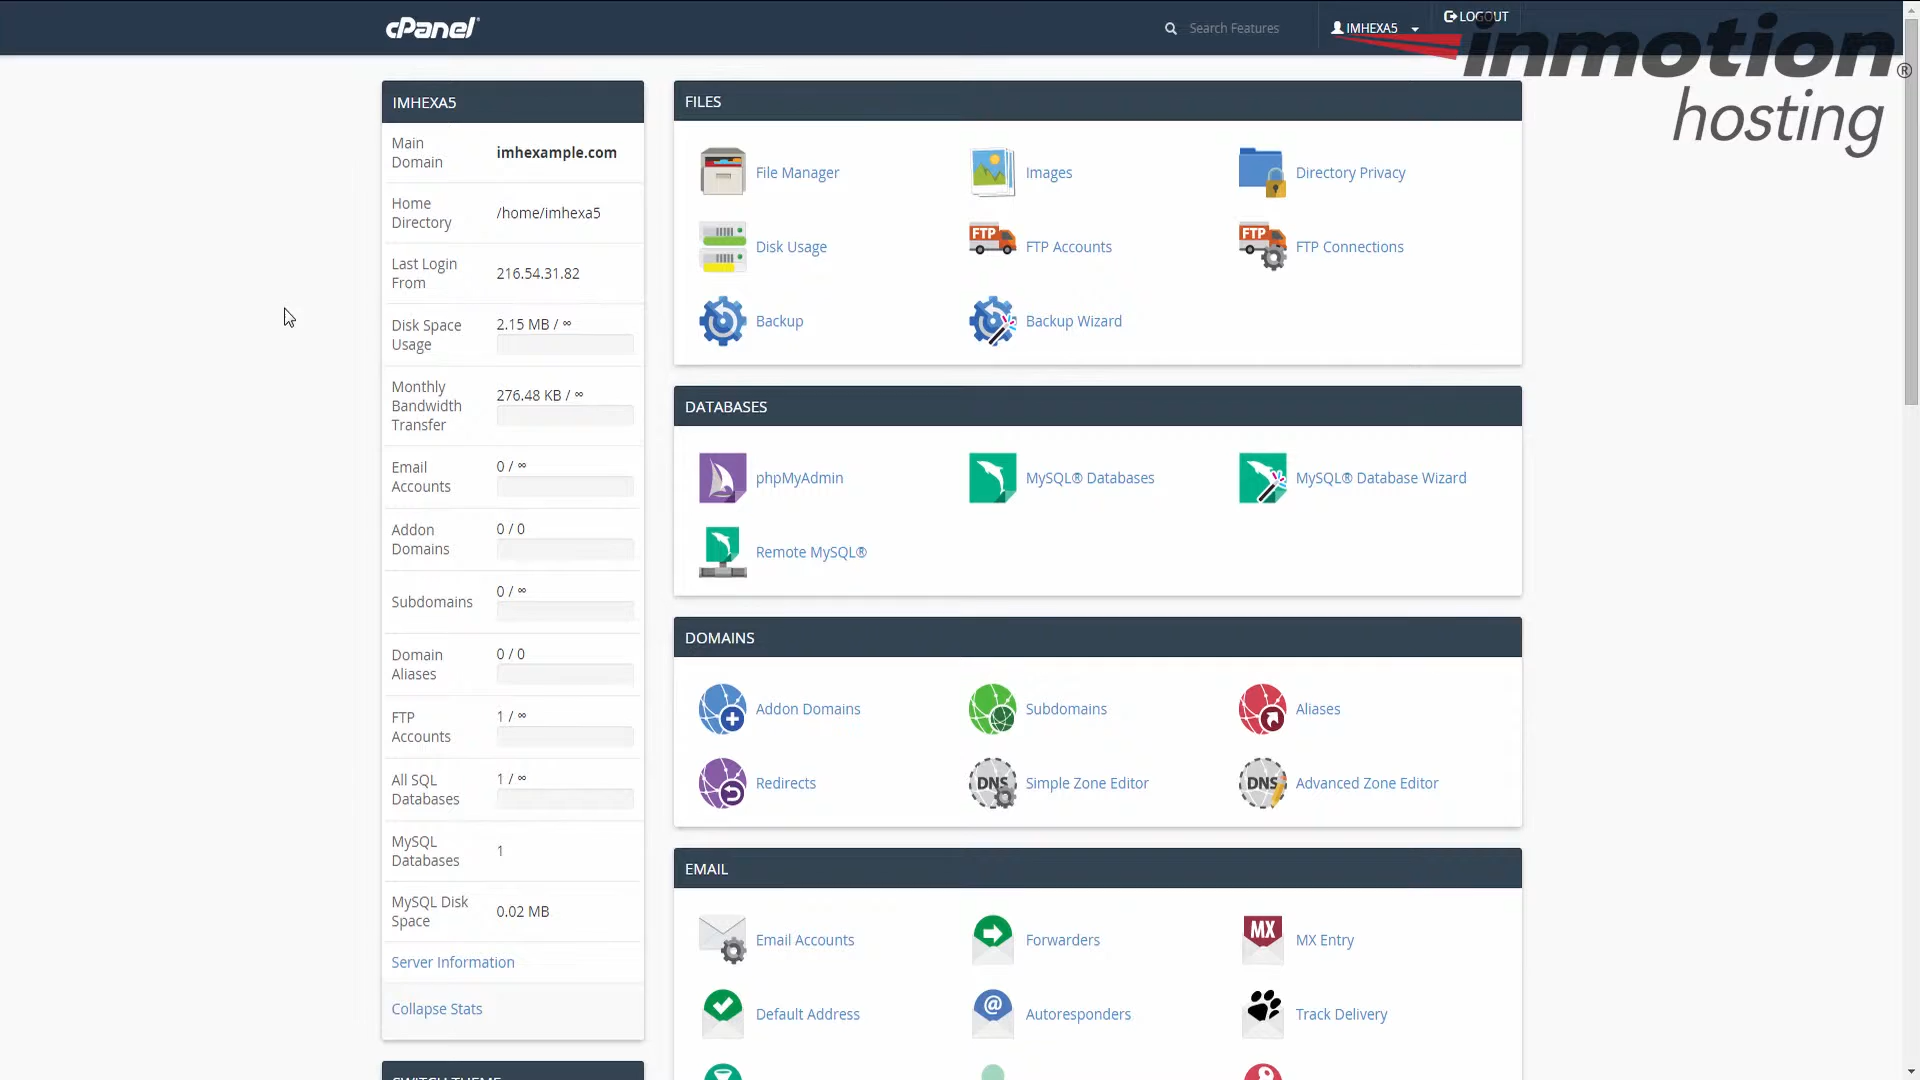 cPanel
Search Features
IMHEXA5
LOGOUT
inmotion®
hosting
IMHEXA5
Main
Domain
imhexample.com
Home
Directory
/home/imhexa5
Last Login
From
216.54.31.82
Disk Space
Usage
2.15 MB / ∞
Monthly
Bandwidth
Transfer
276.48 KB / ∞
Email
Accounts
0 / ∞
Addon
Domains
0 / 0
Subdomains
0 / ∞
Domain
Aliases
0 / 0
FTP
Accounts
1 / ∞
All SQL
Databases
1 / ∞
MySQL
Databases
1
MySQL Disk
Space
0.02 MB
Server Information
Collapse Stats
SWITCH THEME
FILES
File Manager
Images
Directory Privacy
Disk Usage
FTP
FTP Accounts
FTP
FTP Connections
Backup
Backup Wizard
DATABASES
phpMyAdmin
MySQL® Databases
MySQL® Database Wizard
Remote MySQL®
DOMAINS
Addon Domains
Subdomains
Aliases
Redirects
DNS
Simple Zone Editor
DNS
Advanced Zone Editor
EMAIL
Email Accounts
Forwarders
MX
MX Entry
Default Address
@
Autoresponders
Track Delivery